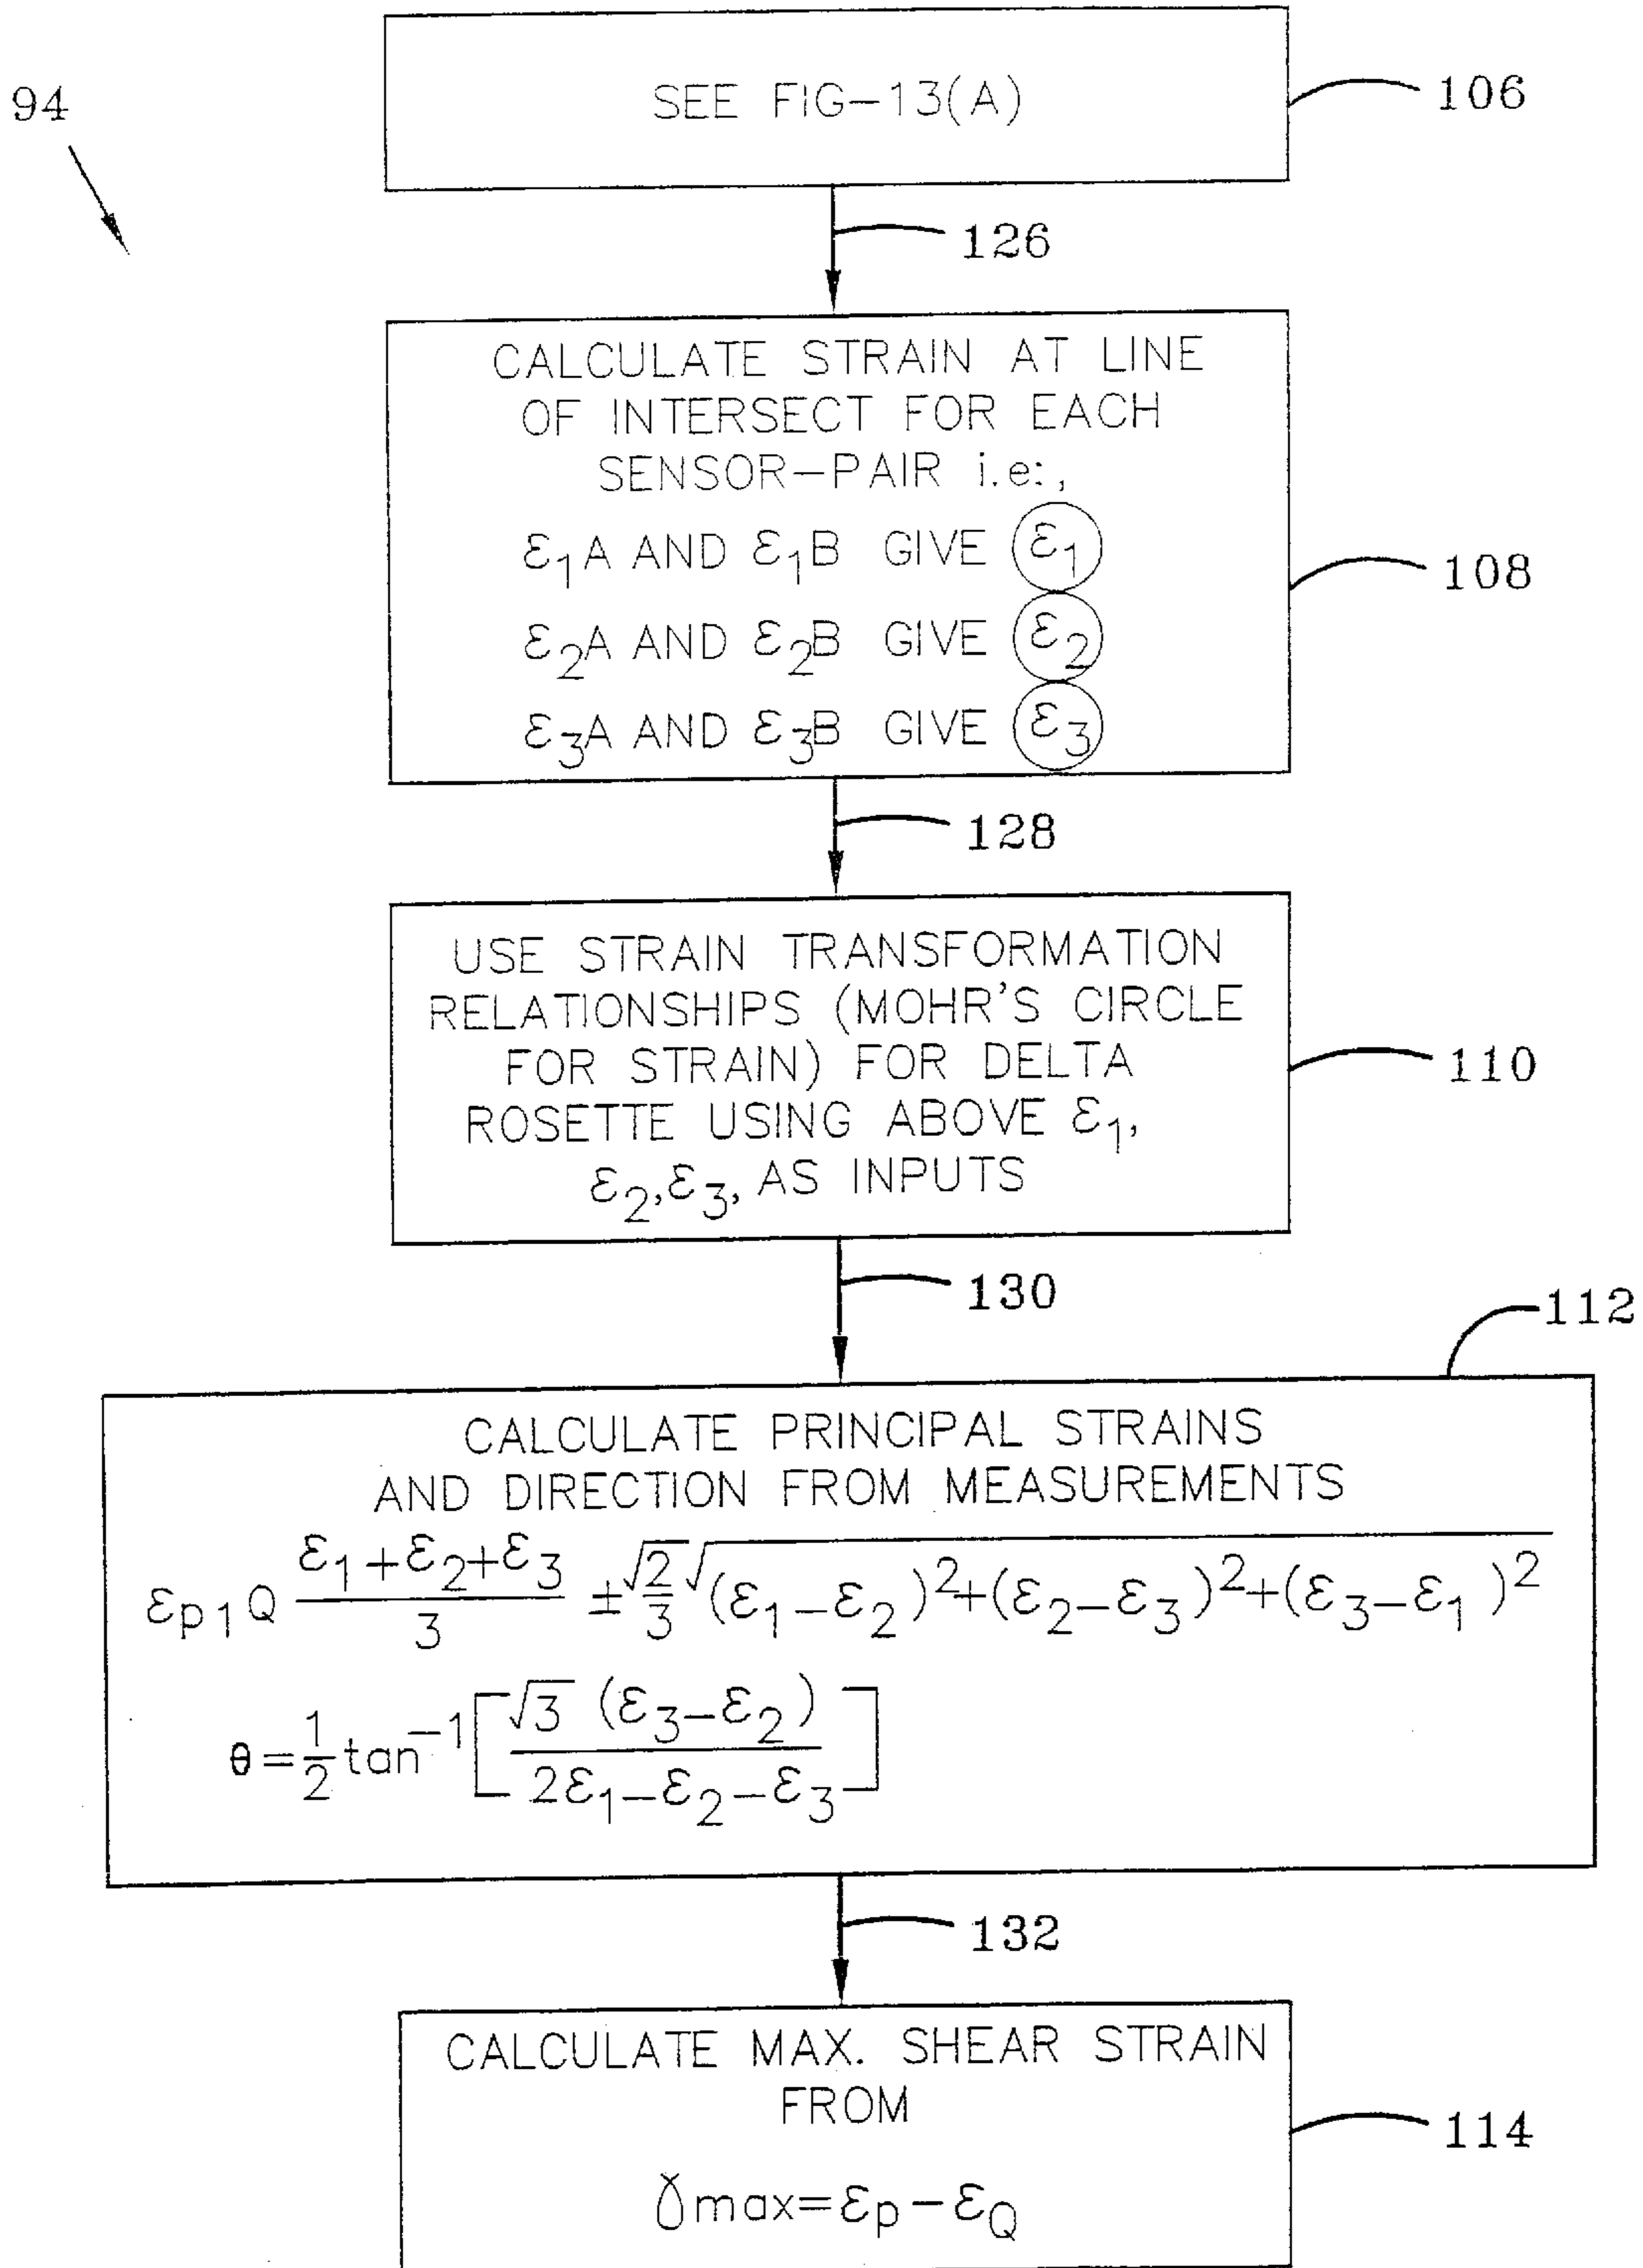 94
SEE FIG-13(A)
106
126
CALCULATE STRAIN AT LINE
OF INTERSECT FOR EACH
SENSOR-PAIR i.e:,
ε₁A AND ε₁B GIVE ε₁
ε₂A AND ε₂B GIVE ε₂
ε₃A AND ε₃B GIVE ε₃
108
128
USE STRAIN TRANSFORMATION
RELATIONSHIPS (MOHR'S CIRCLE
FOR STRAIN) FOR DELTA
ROSETTE USING ABOVE ε₁,
ε₂,ε₃, AS INPUTS
110
130
112
CALCULATE PRINCIPAL STRAINS
AND DIRECTION FROM MEASUREMENTS
εp₁Q (ε₁+ε₂+ε₃)/3 ± √2/3 √(ε₁-ε₂)²+(ε₂-ε₃)²+(ε₃-ε₁)²
θ=1/2 tan⁻¹[√3 (ε₃-ε₂)/2ε₁-ε₂-ε₃]
132
CALCULATE MAX. SHEAR STRAIN
FROM
γmax=εp-εQ
114